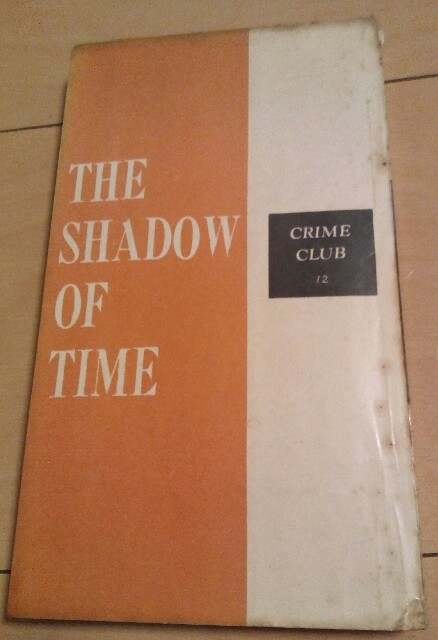 THE
SHADOW
OF
TIME
CRIME
CLUB
12